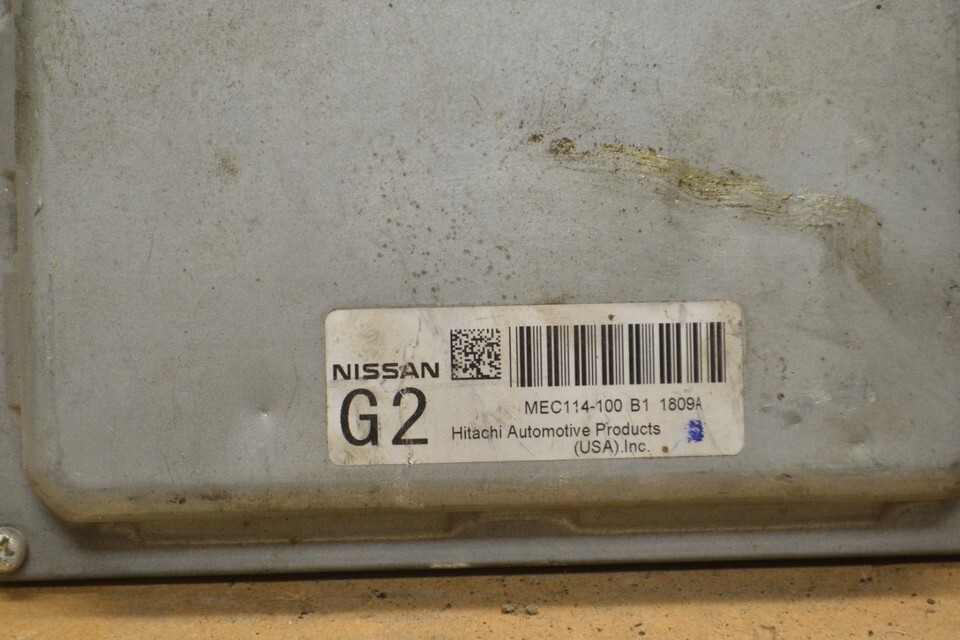 NISSAN
G2
MEC114-100 B1 1809A
Hitachi Automotive Products
(USA).Inc.